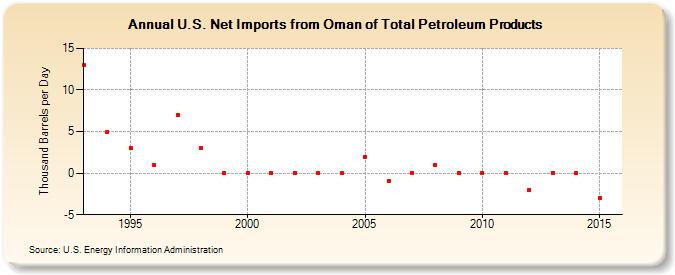 Annual U.S. Net Imports from Oman of Total Petroleum Products
Thousand Barrels per Day
15
10
5
0
-5
1995 2000 2005 2010 2015
Source: U.S. Energy Information Administration